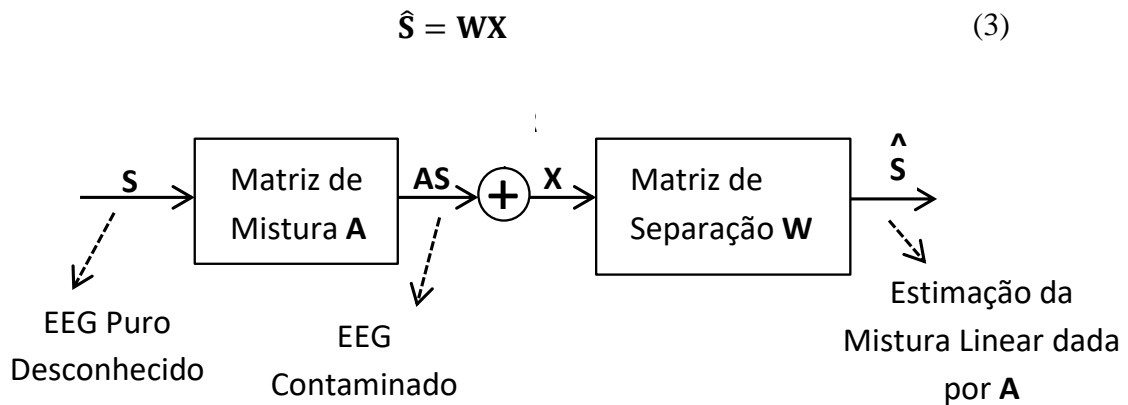 Ŝ = WX (3)
S
Matriz de
Mistura A
AS
+
X
Matriz de
Separação W
Ŝ
EEG Puro
Desconhecido
EEG
Contaminado
Estimação da
Mistura Linear dada
por A